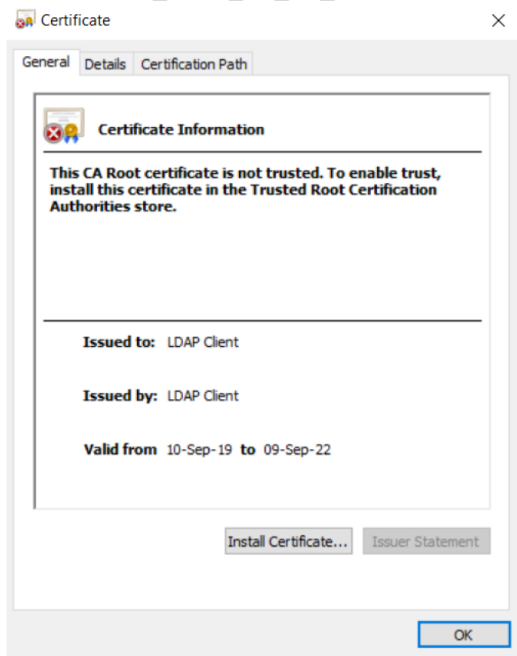 Certificate
General Details Certification Path
Certificate Information
This CA Root certificate is not trusted. To enable trust,
install this certificate in the Trusted Root Certification
Authorities store.
Issued to: LDAP Client
Issued by: LDAP Client
Valid from 10-Sep-19 to 09-Sep-22
Install Certificate... Issuer Statement
OK